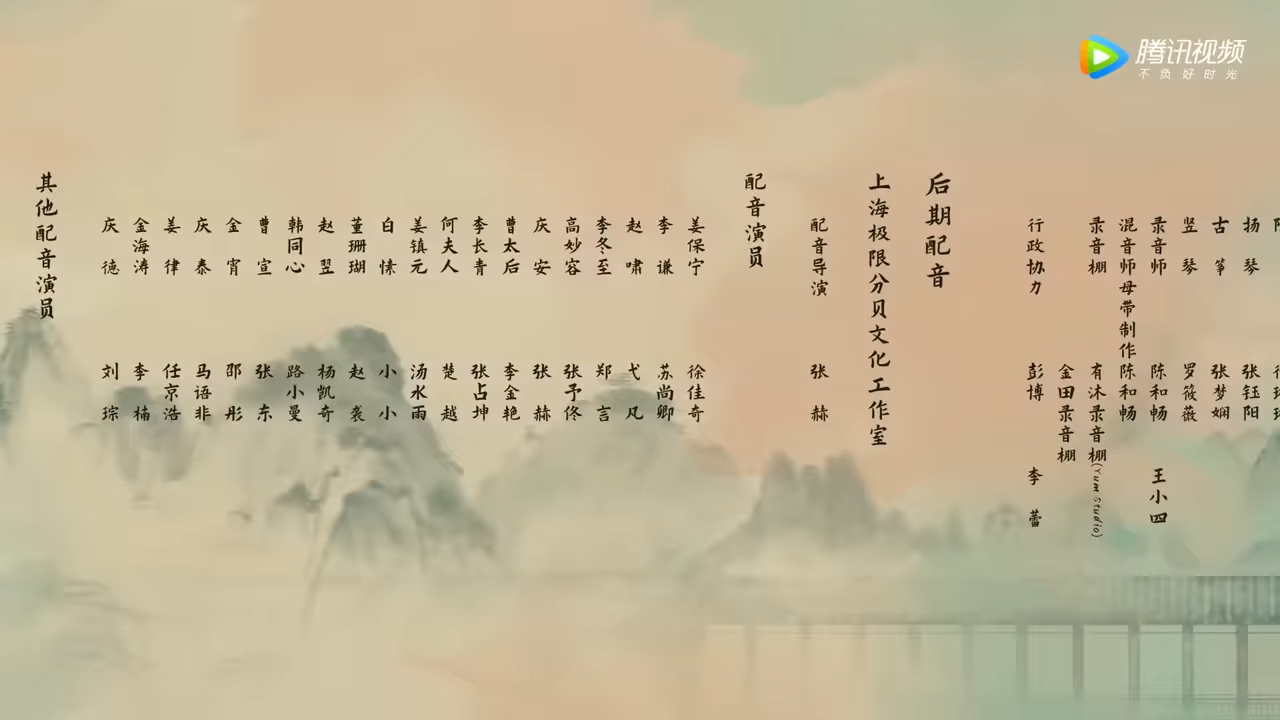 腾讯视频
不负好时光
扬琴 张钰阳
古筝 张梦娴
竖琴 罗筱薇
录音师 陈和畅 王小四
混音师母带制作 陈和畅
录音棚 有沐录音棚(Yum Studio)
金田录音棚
行政协力 彭博 李蕾
后期配音
上海极限分贝文化工作室
配音导演 张赫
配音演员
姜保宁 徐佳奇
李谦 苏尚卿
赵啸 弋凡
李冬至 郑言
高妙容 张予佟
庆安 张赫
曹太后 李金艳
李长青 张占坤
何夫人 楚越
姜镇元 汤水雨
白愫 小小
董珊瑚 赵袭
赵翌 杨凯奇
韩同心 路小曼
曹宣 张东
金宵 邵彤
庆泰 马语非
姜律 任京浩
金海涛 李楠
庆德 刘琮
其他配音演员